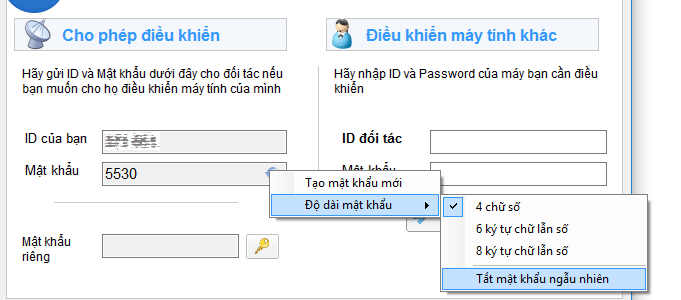 Cho phép điều khiển
Hãy gửi ID và Mật khẩu dưới đây cho đối tác nếu
bạn muốn cho họ điều khiển máy tính của mình
ID của bạn
Mật khẩu
5530
Mật khẩu
riêng
Điều khiển máy tính khác
Hãy nhập ID và Password của máy bạn cần điều
khiển
ID đối tác
Mật khẩu
Tạo mật khẩu mới
Độ dài mật khẩu
4 chữ số
6 ký tự chữ lẫn số
8 ký tự chữ lẫn số
Tắt mật khẩu ngẫu nhiên